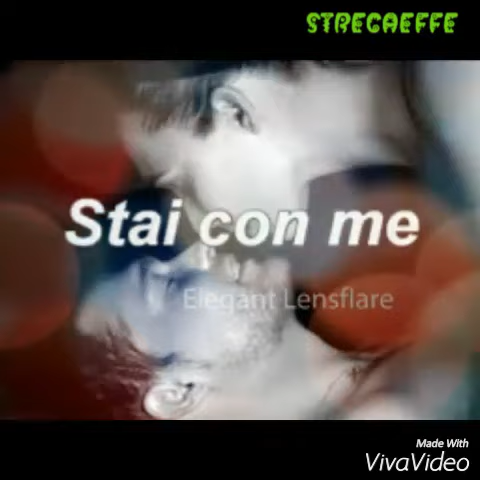 STREGAEFFE
Stai con me
Elegant Lensflare
Made With
VivaVideo